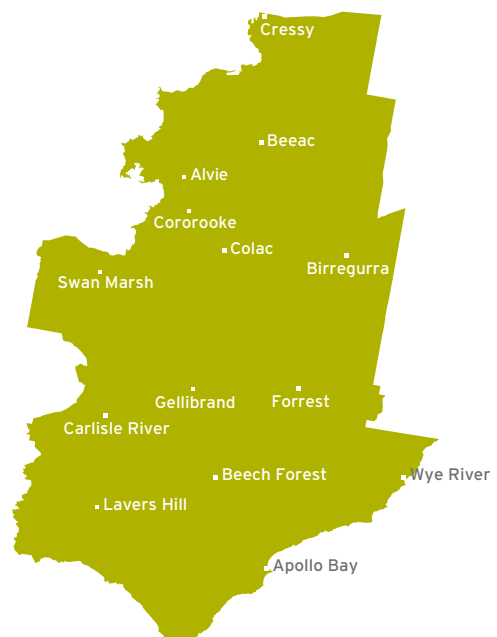 Cressy
Beeac
Alvie
Cororooke
Colac
Birregurra
Swan Marsh
Gellibrand
Forrest
Carlisle River
Beech Forest
Wye River
Lavers Hill
Apollo Bay